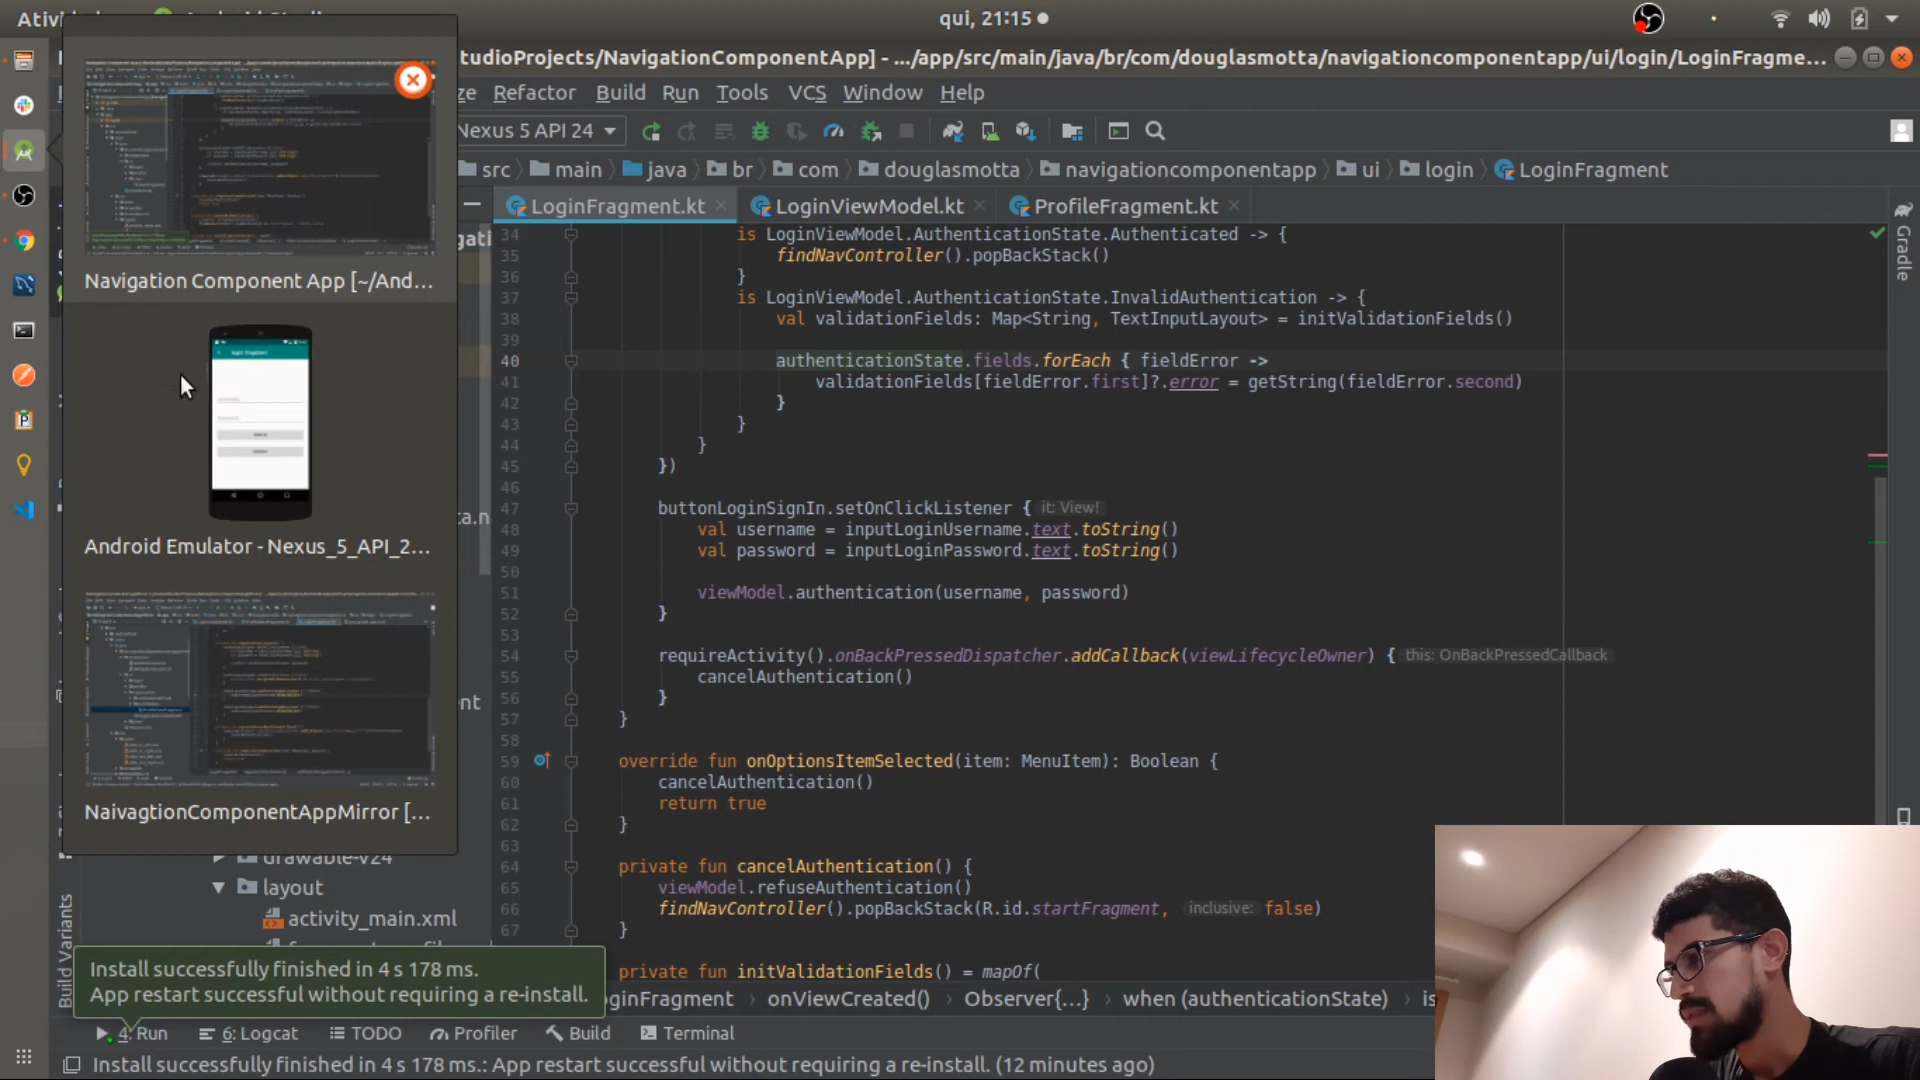 Ativi
qui, 21:15
tudioProjects/NavigationComponentApp] - .../app/src/main/java/br/com/douglasmotta/navigationcomponentapp/ui/login/LoginFragme...
ze Refactor Build Run Tools VCS Window Help
Nexus 5 API 24
src main java br com douglasmotta navigationcomponentapp ui login LoginFragment
LoginFragment.kt LoginViewModel.kt ProfileFragment.kt
Gradle
Navigation Component App [~/And...
Android Emulator - Nexus_5_API_2...
NaivagtionComponentAppMirror [...
34 is LoginViewModel.AuthenticationState.Authenticated -> {
35 findNavController().popBackStack()
36 }
37 is LoginViewModel.AuthenticationState.InvalidAuthentication -> {
38 val validationFields: Map<String, TextInputLayout> = initValidationFields()
39
40 authenticationState.fields.forEach { fieldError ->
41 validationFields[fieldError.first]?.error = getString(fieldError.second)
42 }
43 }
44 }
45 })
46
47 buttonLoginSignIn.setOnClickListener { it: View!
48 val username = inputLoginUsername.text.toString()
49 val password = inputLoginPassword.text.toString()
50
51 viewModel.authentication(username, password)
52 }
53
54 requireActivity().onBackPressedDispatcher.addCallback(viewLifecycleOwner) { this: OnBackPressedCallback
55 cancelAuthentication()
56 }
57 }
58
59 override fun onOptionsItemSelected(item: MenuItem): Boolean {
60 cancelAuthentication()
61 return true
62 }
63
64 private fun cancelAuthentication() {
65 viewModel.refuseAuthentication()
66 findNavController().popBackStack(R.id.startFragment, inclusive: false)
67 }
private fun initValidationFields() = mapOf(
drawable-v24
layout
activity_main.xml
Build Variants
Install successfully finished in 4 s 178 ms.
App restart successful without requiring a re-install.
ginFragment onViewCreated() Observer{...} when (authenticationState) is
4: Run 6: Logcat TODO Profiler Build Terminal
Install successfully finished in 4 s 178 ms.: App restart successful without requiring a re-install. (12 minutes ago)